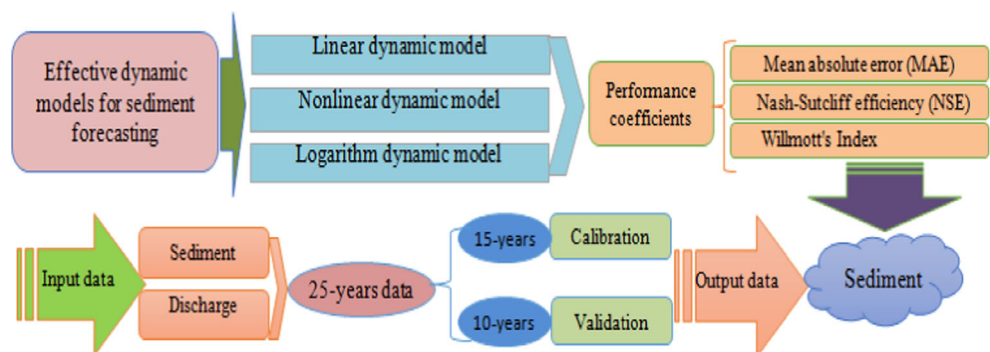 Effective dynamic
models for sediment
forecasting
Linear dynamic model
Nonlinear dynamic model
Logarithm dynamic model
Performance
coefficients
Mean absolute error (MAE)
Nash-Sutcliff efficiency (NSE)
Willmott's Index
Input data
Sediment
Discharge
25-years data
15-years
Calibration
10-years
Validation
Output data
Sediment